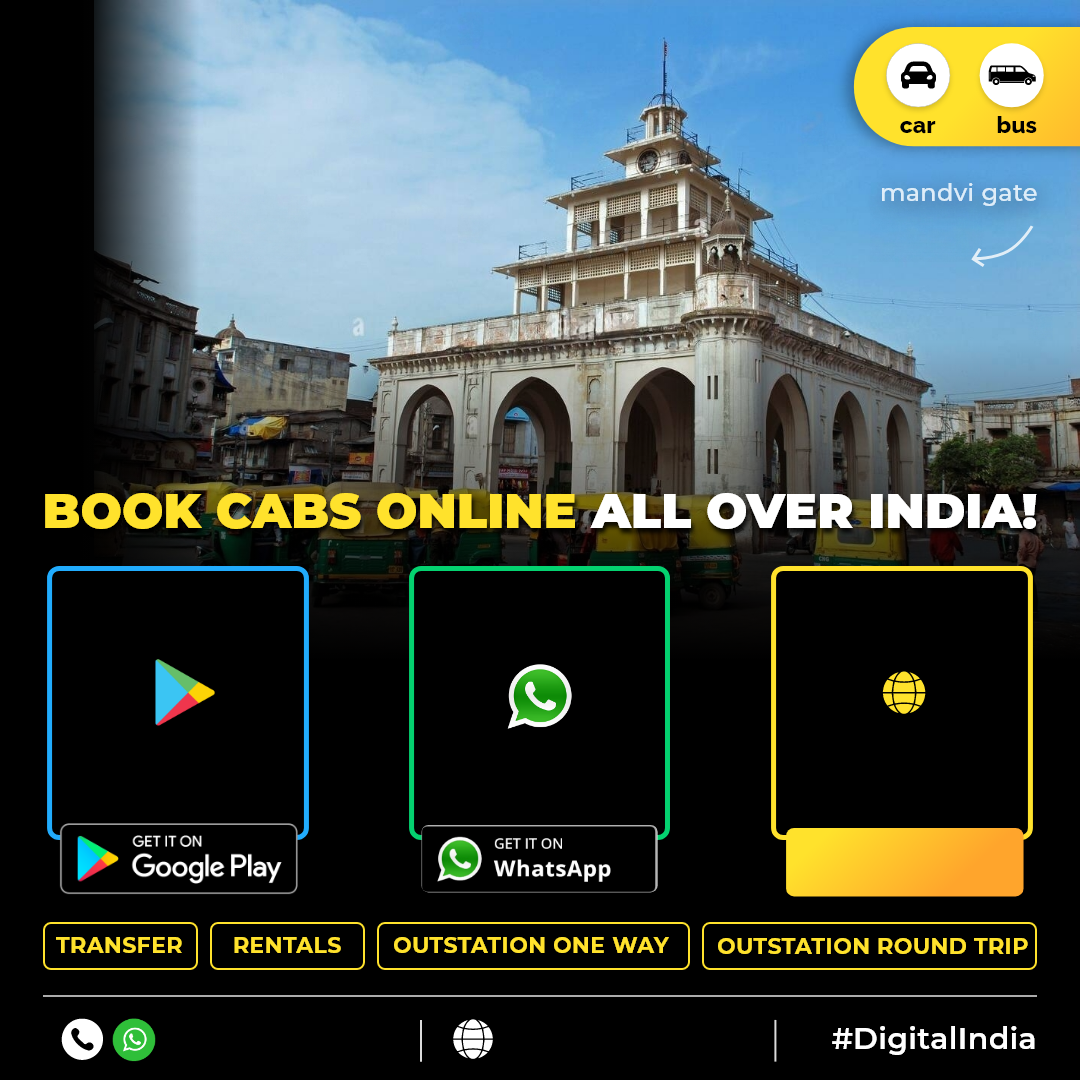 car
bus
mandvi gate
a
BOOK CABS ONLINE ALL OVER INDIA!
GET IT ON
Google Play
GET IT ON
WhatsApp
TRANSFER
RENTALS
OUTSTATION ONE WAY
OUTSTATION ROUND TRIP
#DigitalIndia